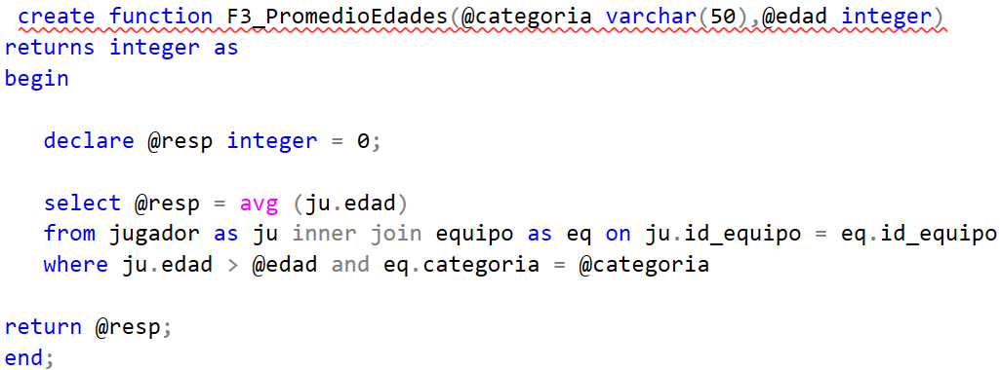 create function F3_PromedioEdades(@categoria varchar(50),@edad integer)
returns integer as
begin
declare @resp integer = 0;
select @resp = avg (ju.edad)
from jugador as ju inner join equipo as eq on ju.id_equipo = eq.id_equipo
where ju.edad > @edad and eq.categoria = @categoria
return @resp;
end;